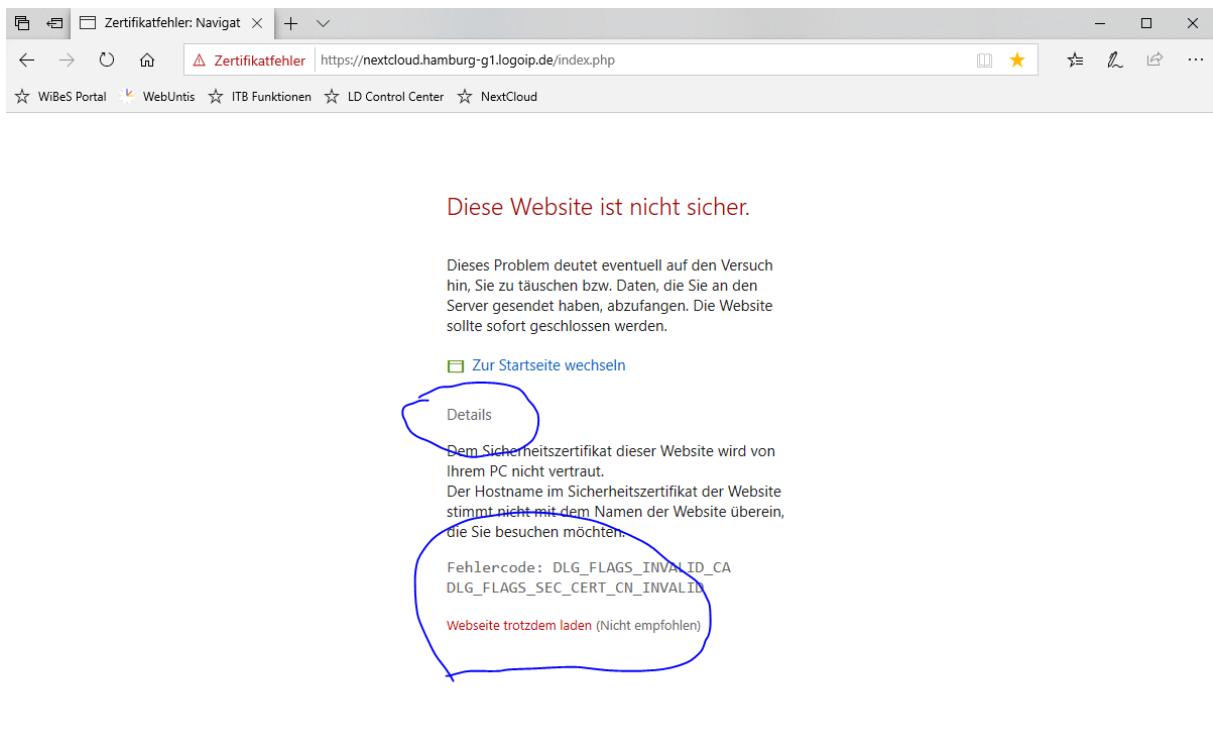 Zertifikatfehler: Navigat
Zertifikatfehler https://nextcloud.hamburg-g1.logoip.de/index.php
WiBeS Portal WebUntis ITB Funktionen LD Control Center NextCloud
Diese Website ist nicht sicher.
Dieses Problem deutet eventuell auf den Versuch
hin, Sie zu täuschen bzw. Daten, die Sie an den
Server gesendet haben, abzufangen. Die Website
sollte sofort geschlossen werden.
Zur Startseite wechseln
Details
Dem Sicherheitszertifikat dieser Website wird von
Ihrem PC nicht vertraut.
Der Hostname im Sicherheitszertifikat der Website
stimmt nicht mit dem Namen der Website überein,
die Sie besuchen möchten.
Fehlercode: DLG_FLAGS_INVALID_CA
DLG_FLAGS_SEC_CERT_CN_INVALID
Webseite trotzdem laden (Nicht empfohlen)